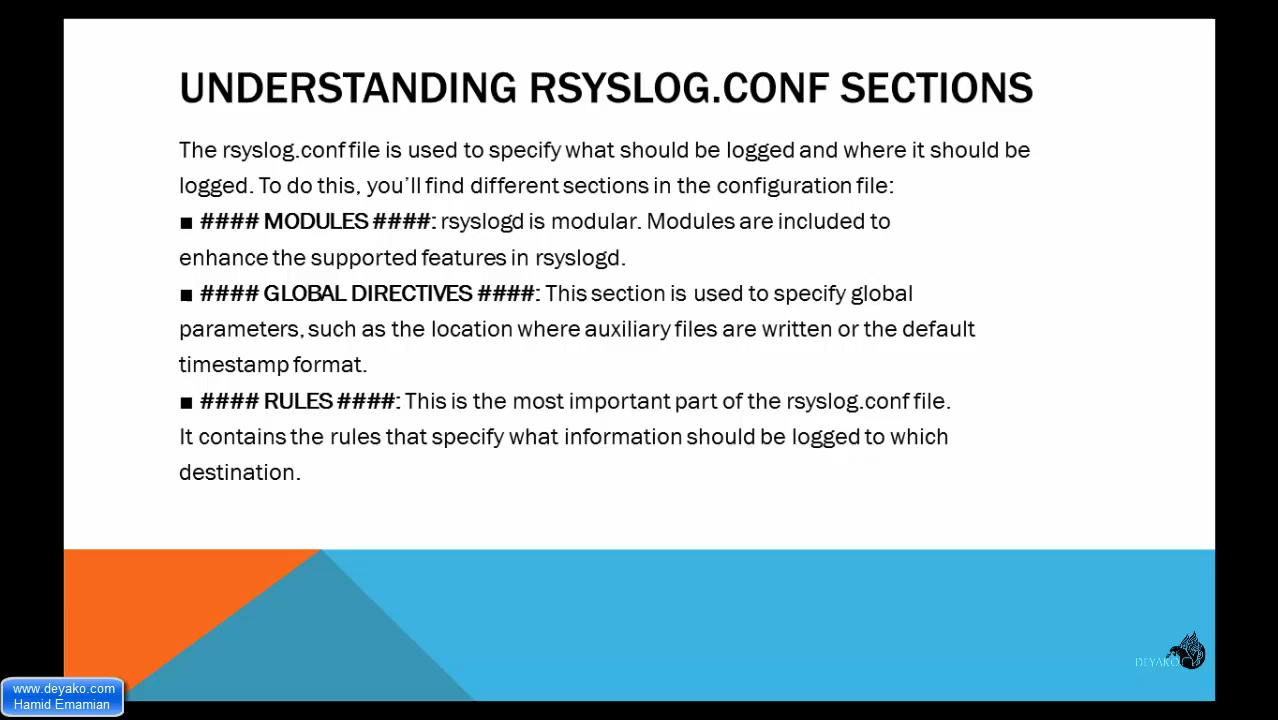 UNDERSTANDING RSYSLOG.CONF SECTIONS
The rsyslog.conf file is used to specify what should be logged and where it should be
logged. To do this, you’ll find different sections in the configuration file:
■ #### MODULES ####: rsyslogd is modular. Modules are included to
enhance the supported features in rsyslogd.
■ #### GLOBAL DIRECTIVES ####: This section is used to specify global
parameters, such as the location where auxiliary files are written or the default
timestamp format.
■ #### RULES ####: This is the most important part of the rsyslog.conf file.
It contains the rules that specify what information should be logged to which
destination.
DEYAKO
www.deyako.com
Hamid Emamian